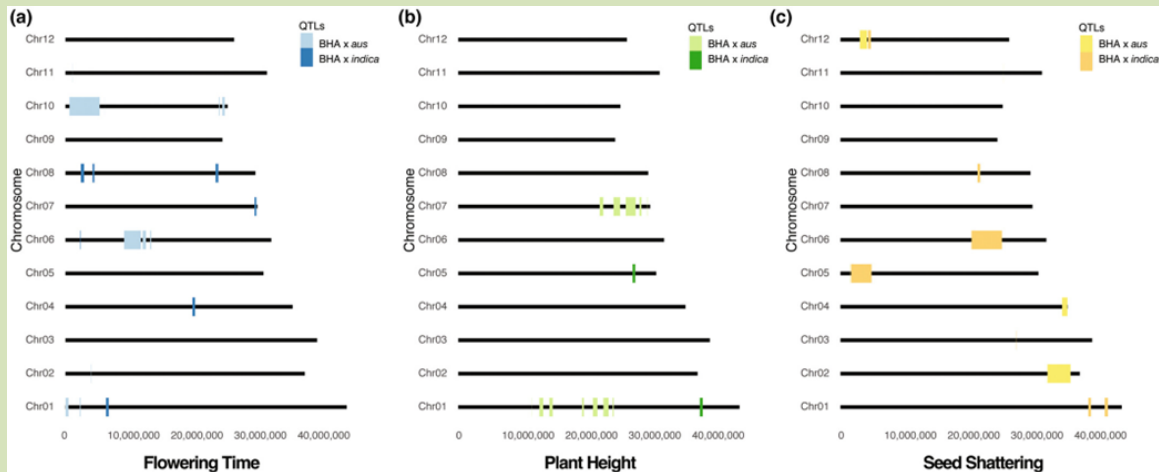 (a)
QTLs
BHA x aus
BHA x indica
Chromosome
Chr12
Chr11
Chr10
Chr09
Chr08
Chr07
Chr06
Chr05
Chr04
Chr03
Chr02
Chr01
0 10,000,000 20,000,000 30,000,000 40,000,000
Flowering Time
(b)
QTLs
BHA x aus
BHA x indica
Chromosome
Chr12
Chr11
Chr10
Chr09
Chr08
Chr07
Chr06
Chr05
Chr04
Chr03
Chr02
Chr01
0 10,000,000 20,000,000 30,000,000 40,000,000
Plant Height
(c)
QTLs
BHA x aus
BHA x indica
Chromosome
Chr12
Chr11
Chr10
Chr09
Chr08
Chr07
Chr06
Chr05
Chr04
Chr03
Chr02
Chr01
0 10,000,000 20,000,000 30,000,000 40,000,000
Seed Shattering